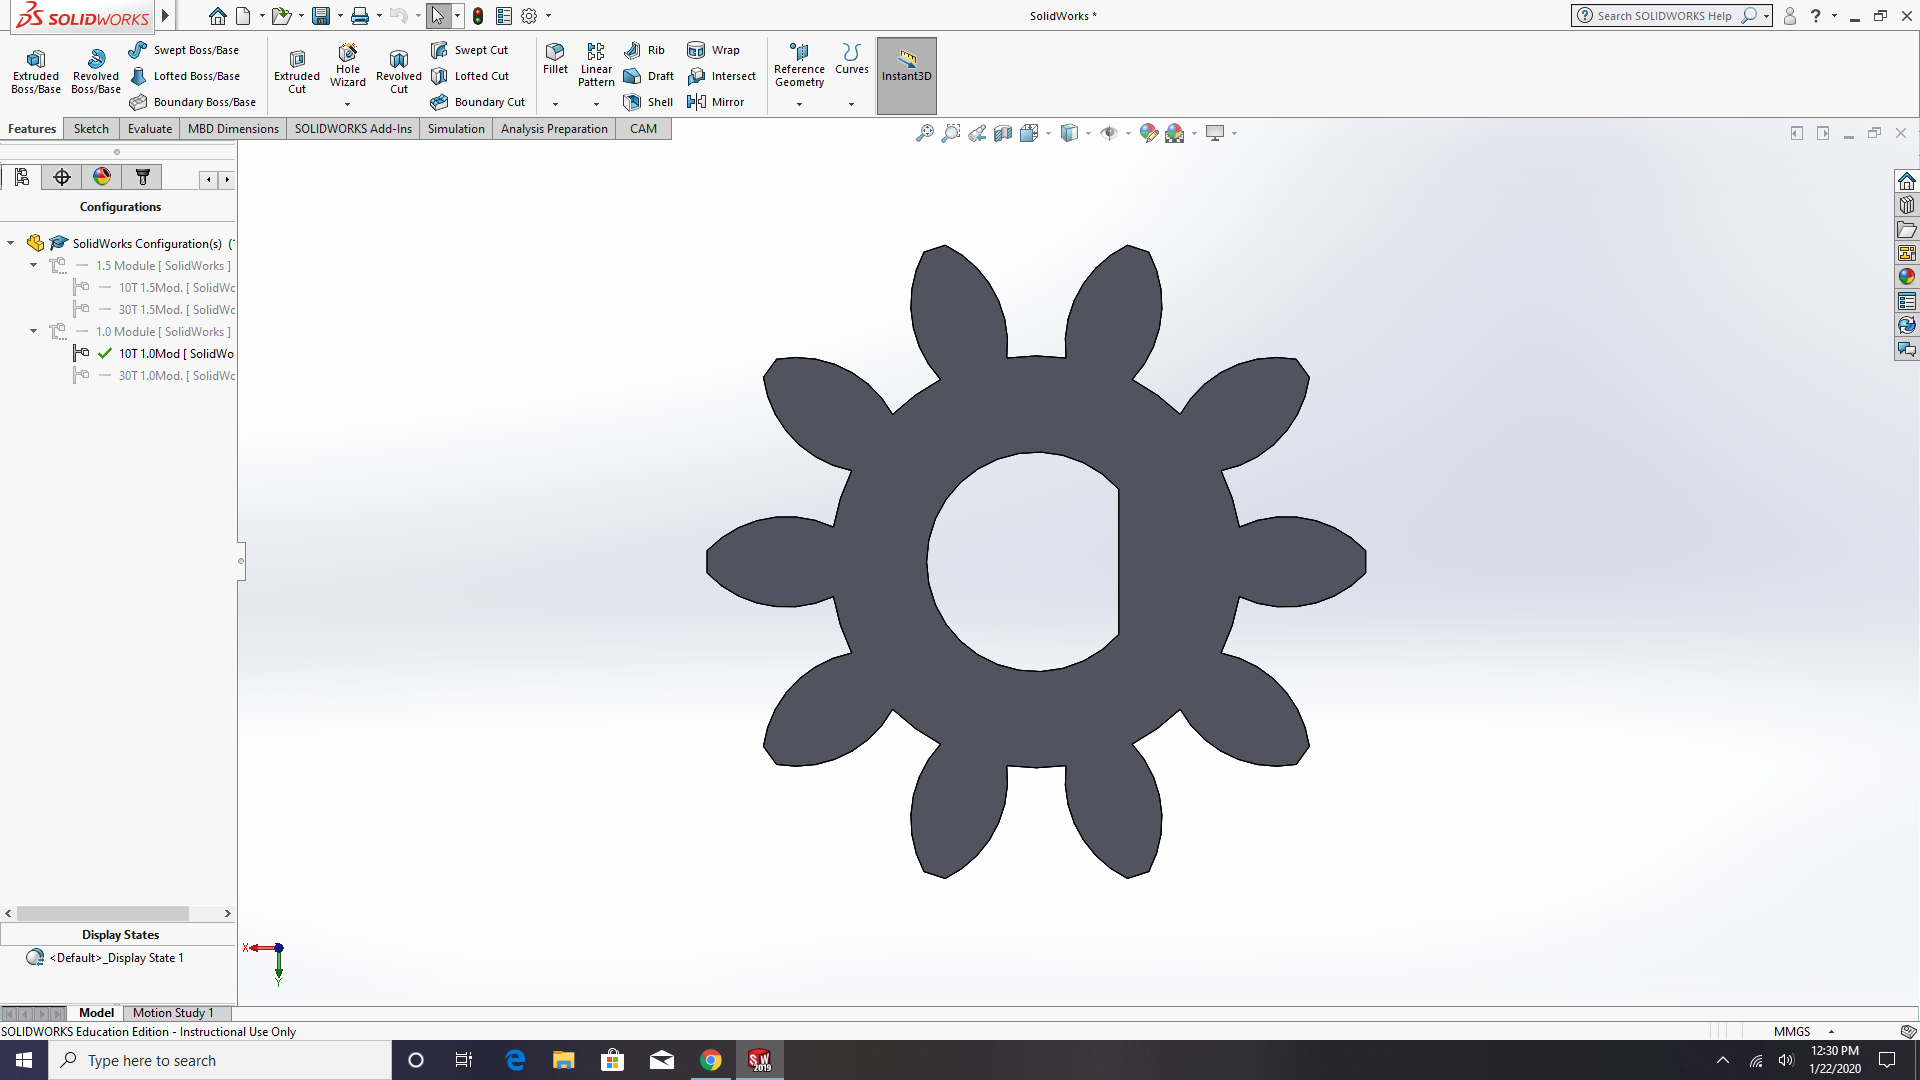 SOLIDWORKS
SolidWorks *
Search SOLIDWORKS Help
?
Extruded Boss/Base
Revolved Boss/Base
Swept Boss/Base
Lofted Boss/Base
Boundary Boss/Base
Extruded Cut
Hole Wizard
Revolved Cut
Swept Cut
Lofted Cut
Boundary Cut
Fillet
Linear Pattern
Rib
Draft
Shell
Wrap
Intersect
Mirror
Reference Geometry
Curves
Instant3D
Features
Sketch
Evaluate
MBD Dimensions
SOLIDWORKS Add-Ins
Simulation
Analysis Preparation
CAM
Configurations
SolidWorks Configuration(s) (
1.5 Module [ SolidWorks ]
10T 1.5Mod. [ SolidWo
30T 1.5Mod. [ SolidWo
1.0 Module [ SolidWorks ]
10T 1.0Mod [ SolidWo
30T 1.0Mod. [ SolidWo
Display States
<Default>_Display State 1
X
Y
Model
Motion Study 1
SOLIDWORKS Education Edition - Instructional Use Only
MMGS
Type here to search
SW
2019
12:30 PM
1/22/2020